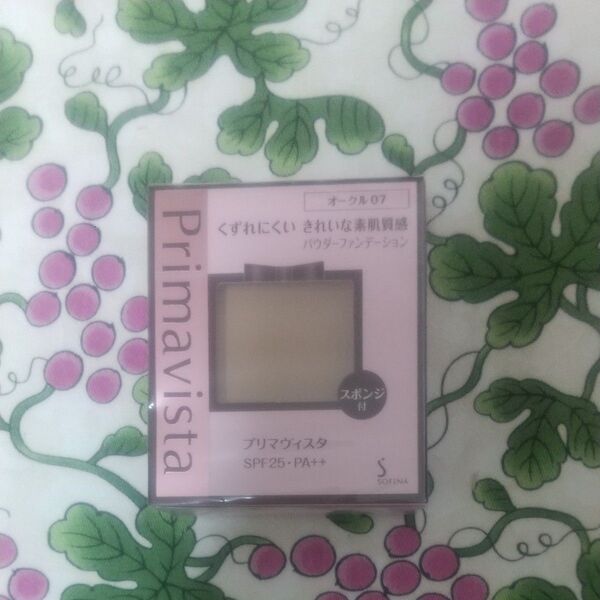 Primavista
オークル 07
くずれにくい きれいな素肌質感
パウダーファンデーション
スポンジ
付
プリマヴィスタ
SPF25・PA++
S
SOFINA